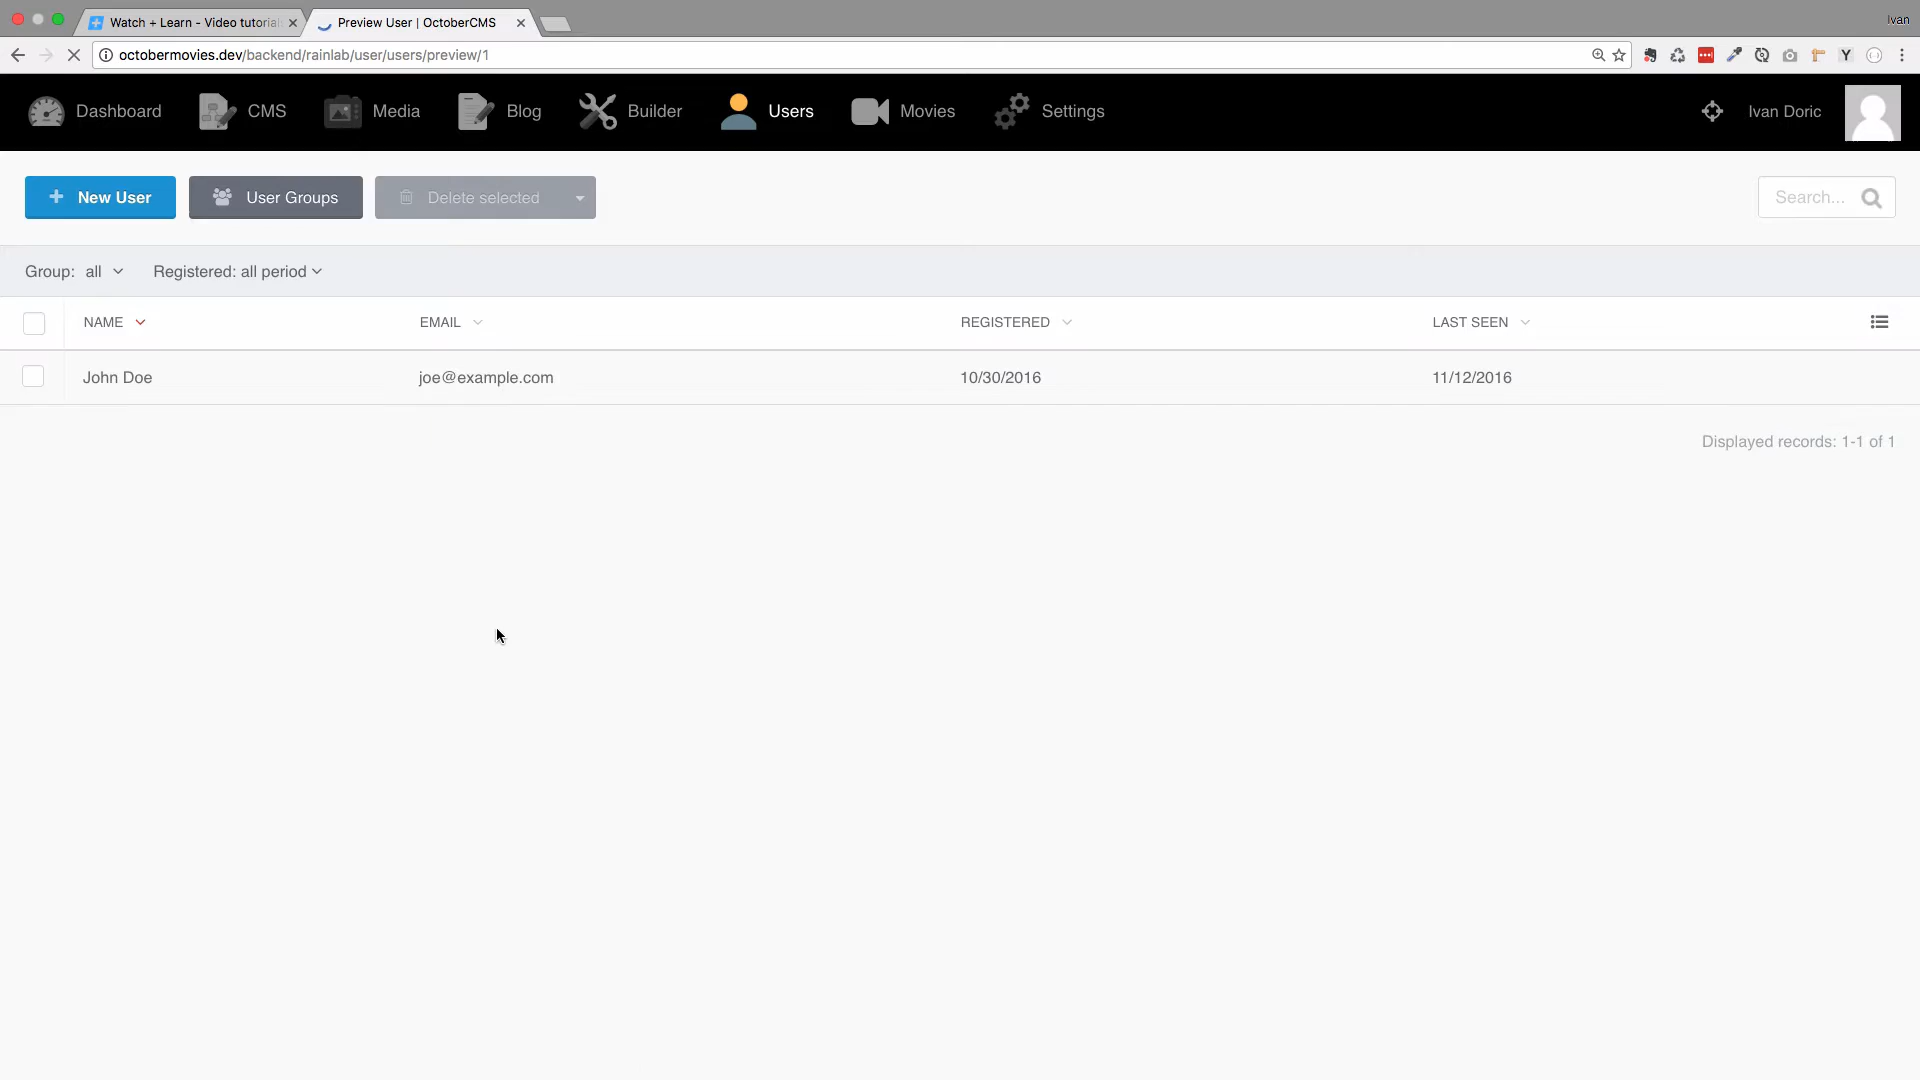 Watch + Learn - Video tutorial
Preview User | OctoberCMS
Ivan
octobermovies.dev/backend/rainlab/user/users/preview/1
Y
Dashboard
CMS
Media
Blog
Builder
Users
Movies
Settings
Ivan Doric
New User
User Groups
Delete selected
Search...
Group: all
Registered: all period
NAME
EMAIL
REGISTERED
LAST SEEN
John Doe
joe@example.com
10/30/2016
11/12/2016
Displayed records: 1-1 of 1